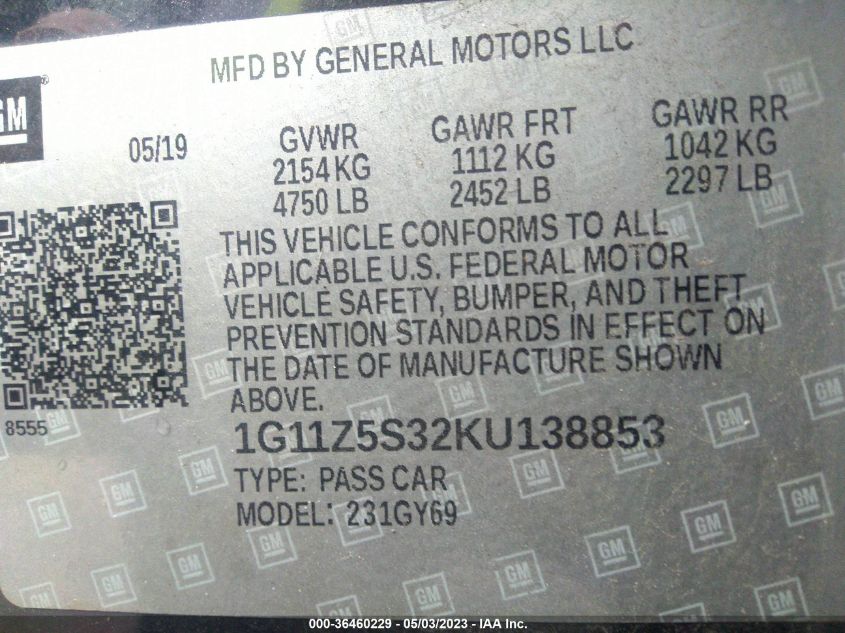 MFD BY GENERAL MOTORS LLC
GM®
05/19
GVWR
2154 KG
4750 LB
GAWR FRT
1112 KG
2452 LB
GAWR RR
1042 KG
2297 LB
THIS VEHICLE CONFORMS TO ALL
APPLICABLE U.S. FEDERAL MOTOR
VEHICLE SAFETY, BUMPER, AND THEFT
PREVENTION STANDARDS IN EFFECT ON
THE DATE OF MANUFACTURE SHOWN
ABOVE.
8555
1G11Z5S32KU138853
TYPE: PASS CAR
MODEL: 231GY69
000-36460229 - 05/03/2023 - IAA Inc.